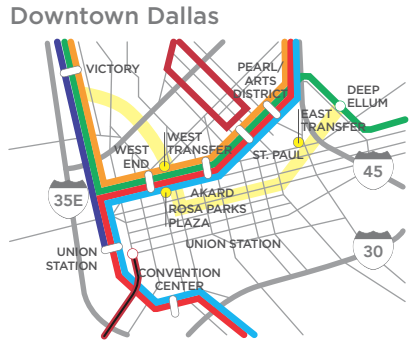 Downtown Dallas
VICTORY
PEARL/
ARTS
DISTRICT
DEEP
ELLUM
EAST
TRANSFER
WEST
TRANSFER
WEST
END
ST. PAUL
45
35E
AKARD
ROSA PARKS
PLAZA
UNION STATION
30
UNION
STATION
CONVENTION
CENTER